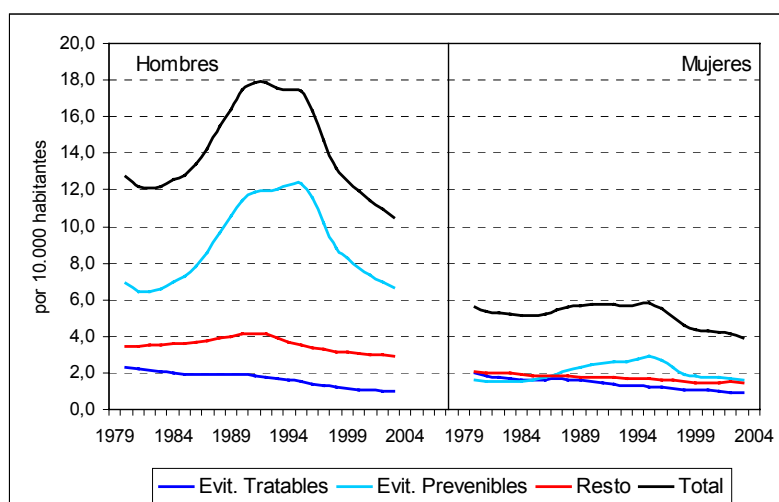 por 10.000 habitantes
20,0
18,0
16,0
14,0
12,0
10,0
8,0
6,0
4,0
2,0
0,0
Hombres
Mujeres
1979 1984 1989 1994 1999 2004 1979 1984 1989 1994 1999 2004
Evit. Tratables Evit. Prevenibles Resto Total